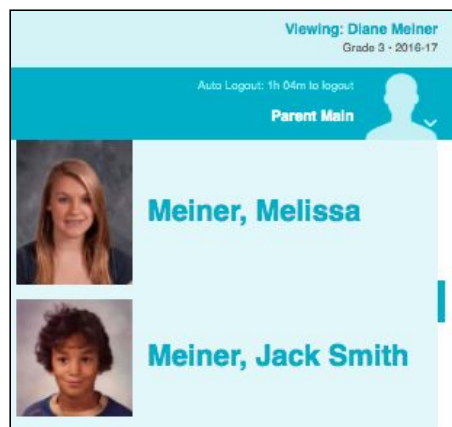 Viewing: Diane Meiner
Grade 3 • 2016-17
Auto Logout: 1h 04m to logout
Parent Main
Meiner, Melissa
Meiner, Jack Smith